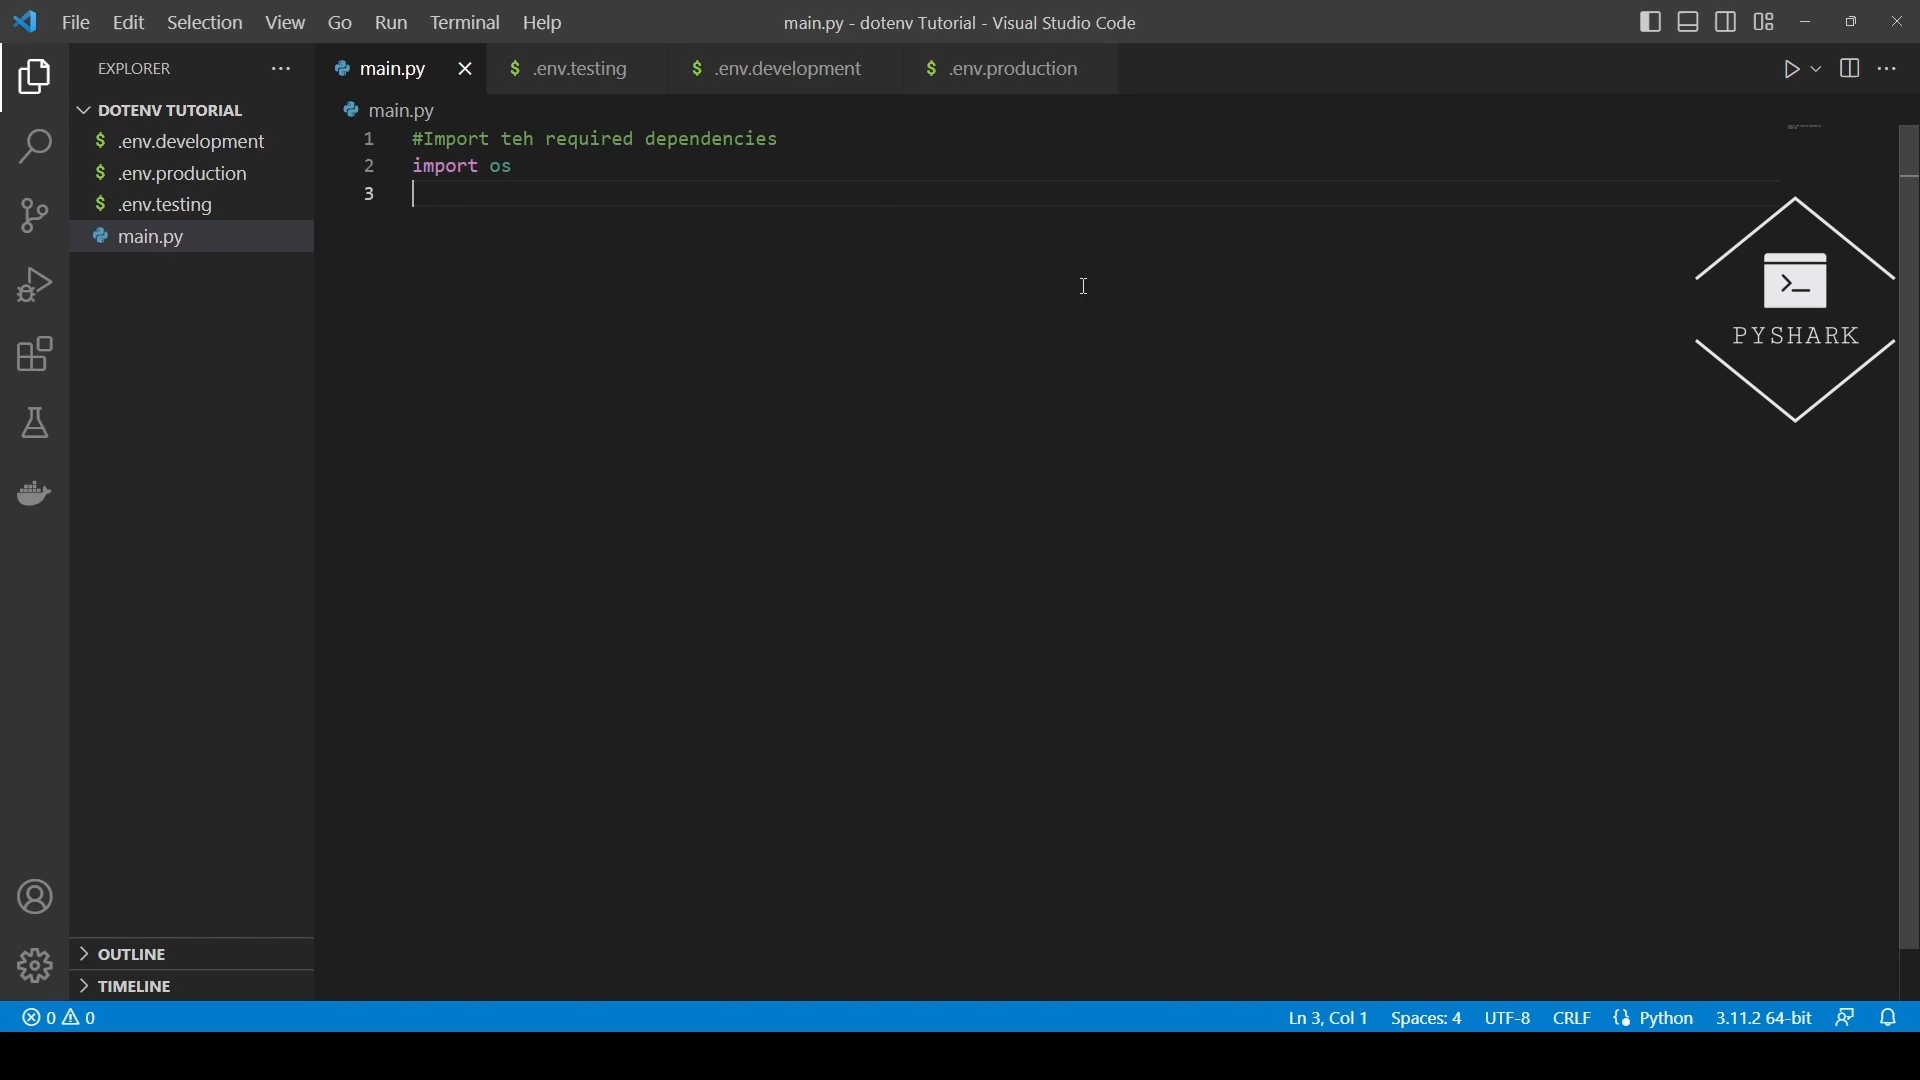 File Edit Selection View Go Run Terminal Help
main.py - dotenv Tutorial - Visual Studio Code
EXPLORER
DOTENV TUTORIAL
$ .env.development
$ .env.production
$ .env.testing
main.py
OUTLINE
TIMELINE
main.py $ .env.testing $ .env.development $ .env.production
main.py
1 #Import teh required dependencies
2 import os
3
>_
PYSHARK
0 0
Ln 3, Col 1 Spaces: 4 UTF-8 CRLF {} Python 3.11.2 64-bit